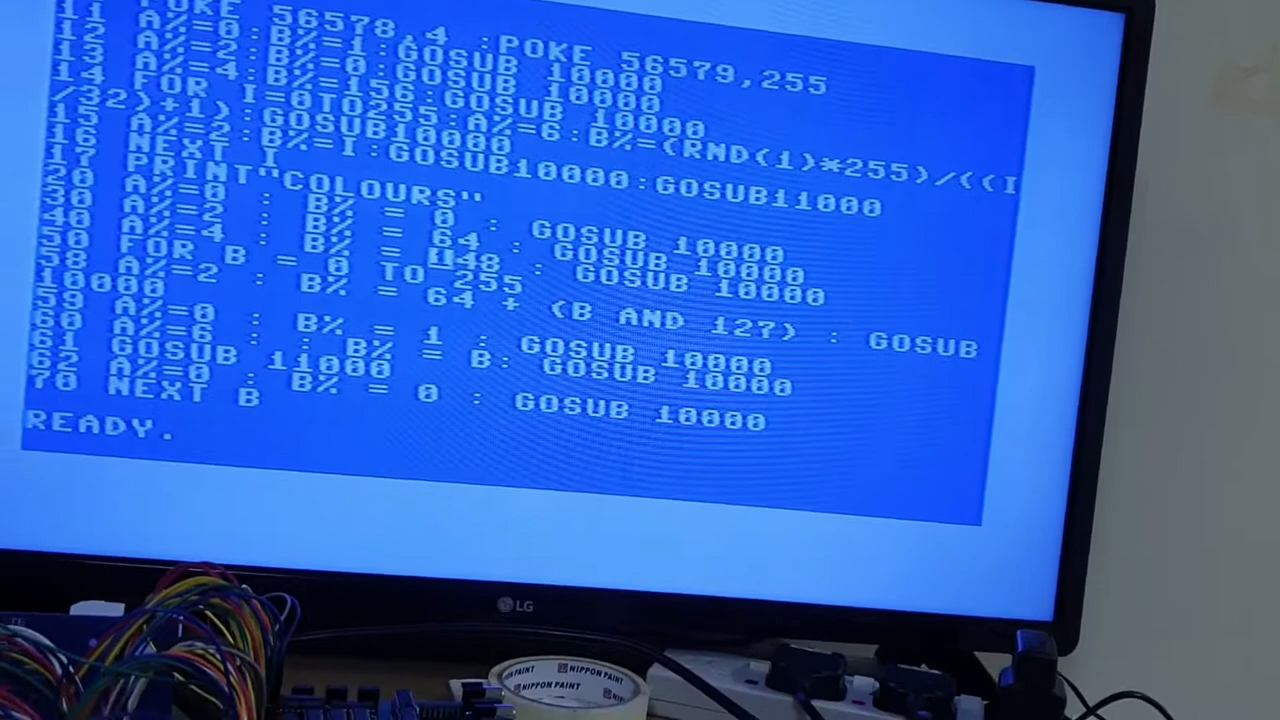 POKE 56578,4 :POKE 56579,255
11 A%=0:B%=1:GOSUB 10000
12 A%=2:B%=0:GOSUB 10000
13 A%=4:B%=156:GOSUB 10000
14 FOR I=0TO255:A%=6:B%=(RND(1)*255)/((I
/32)+1):GOSUB10000
15 A%=2:B%=I:GOSUB10000:GOSUB11000
16 NEXT I
17 PRINT"COLOURS"
20 A%=0 : B% = 0 : GOSUB 10000
30 A%=2 : B% = 64 : GOSUB 10000
40 A%=4 : B% = 148 : GOSUB 10000
50 FOR B = 0 TO 255
58 A%=2 : B% = 64 + (B AND 127) : GOSUB
10000
59 A%=0 : B% = 1 : GOSUB 10000
60 A%=6 : B% = B: GOSUB 10000
61 GOSUB 11000
62 A%=0 : B% = 0 : GOSUB 10000
70 NEXT B
READY.
LG
NIPPON PAINT
NIPPON PAINT